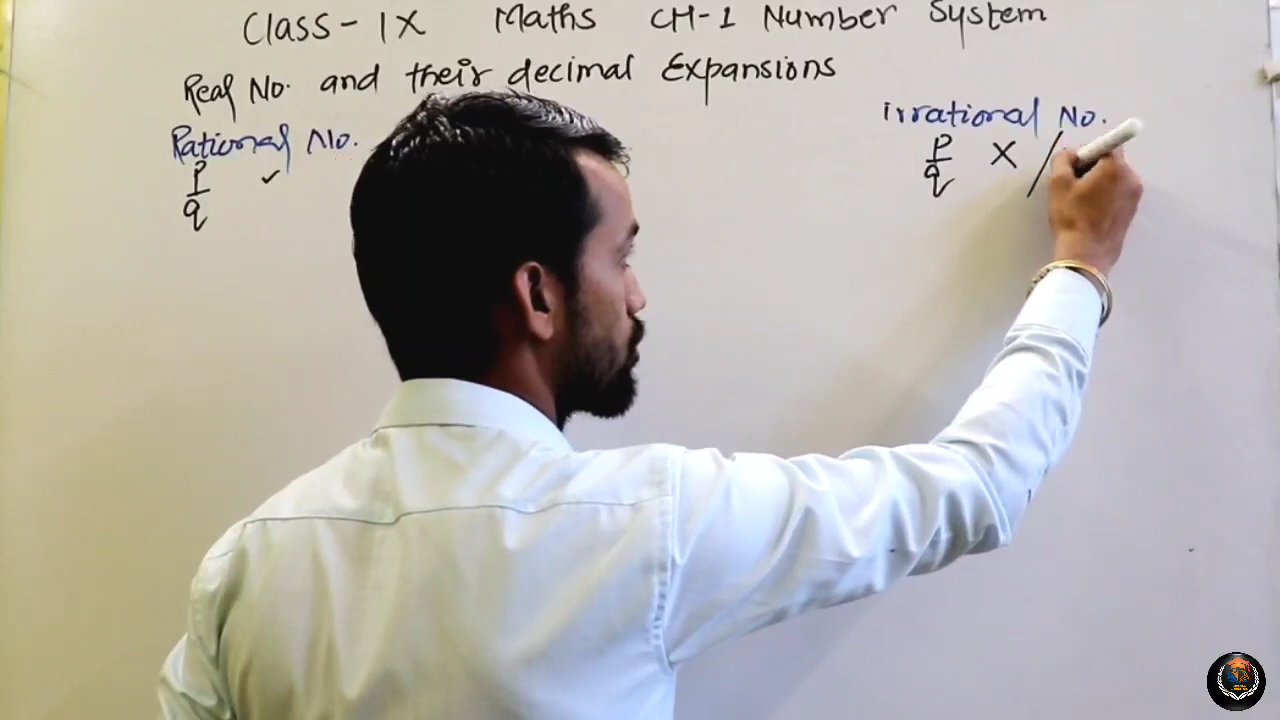 Class - IX Maths CH-1 Number System
Real No. and their decimal Expansions
Rational No.
p/q ✓
irrational No.
p/q × /